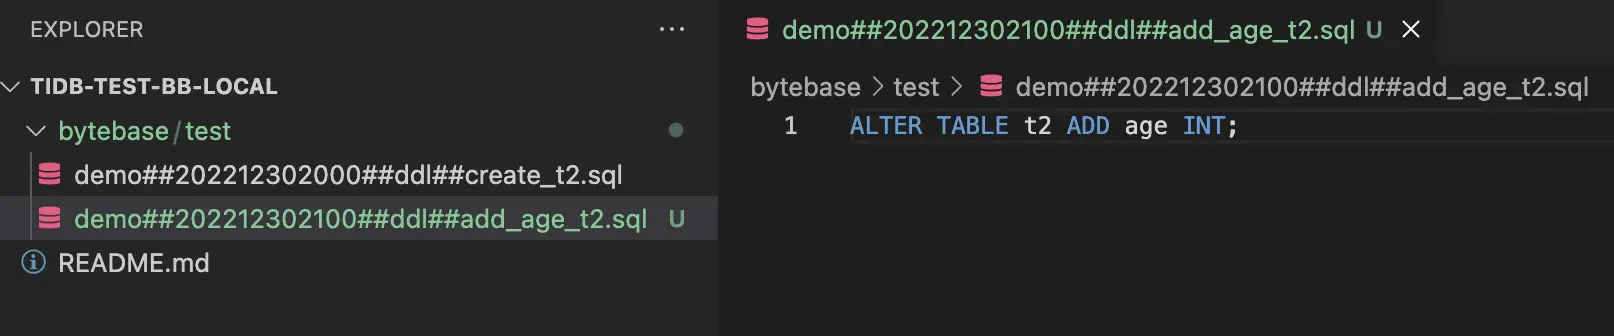 EXPLORER
TIDB-TEST-BB-LOCAL
bytebase/test
demo##202212302000##ddl##create_t2.sql
demo##202212302100##ddl##add_age_t2.sql U
README.md
demo##202212302100##ddl##add_age_t2.sql U
bytebase > test > demo##202212302100##ddl##add_age_t2.sql
1 ALTER TABLE t2 ADD age INT;